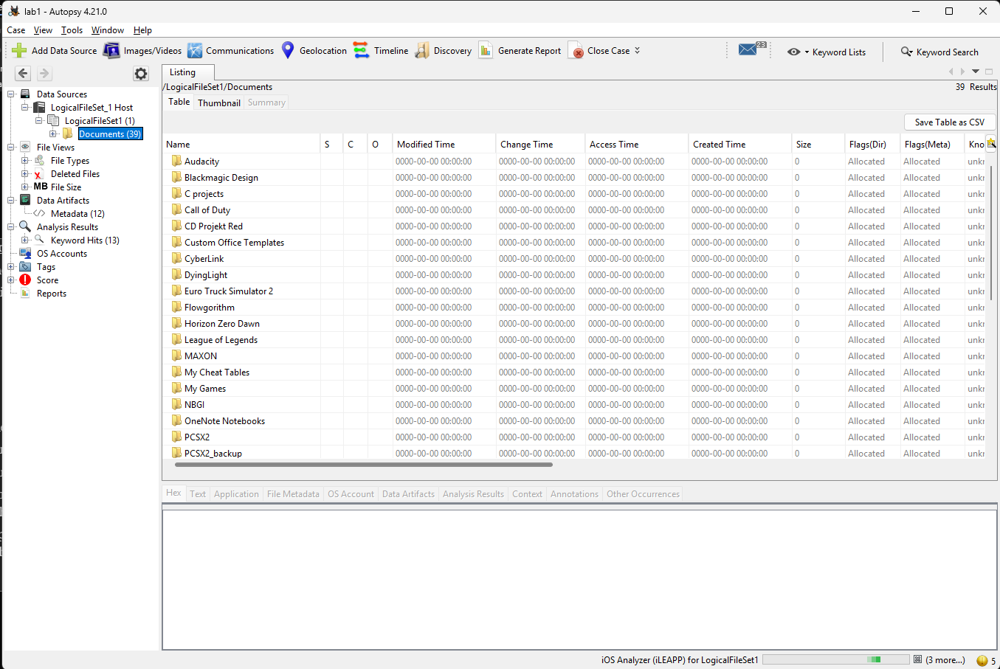 lab1 - Autopsy 4.21.0
Case View Tools Window Help
Add Data Source Images/Videos Communications Geolocation Timeline Discovery Generate Report Close Case 23 Keyword Lists Keyword Search
Listing
Data Sources
LogicalFileSet_1 Host
LogicalFileSet1 (1)
Documents (39)
File Views
File Types
Deleted Files
MB File Size
Data Artifacts
Metadata (12)
Analysis Results
Keyword Hits (13)
OS Accounts
Tags
Score
Reports
/LogicalFileSet1/Documents 39 Results
Table Thumbnail Summary
Save Table as CSV
Name S C O Modified Time Change Time Access Time Created Time Size Flags(Dir) Flags(Meta) Kno
Audacity 0000-00-00 00:00:00 0000-00-00 00:00:00 0000-00-00 00:00:00 0000-00-00 00:00:00 0 Allocated Allocated unkr
Blackmagic Design 0000-00-00 00:00:00 0000-00-00 00:00:00 0000-00-00 00:00:00 0000-00-00 00:00:00 0 Allocated Allocated unkr
C projects 0000-00-00 00:00:00 0000-00-00 00:00:00 0000-00-00 00:00:00 0000-00-00 00:00:00 0 Allocated Allocated unkr
Call of Duty 0000-00-00 00:00:00 0000-00-00 00:00:00 0000-00-00 00:00:00 0000-00-00 00:00:00 0 Allocated Allocated unkr
CD Projekt Red 0000-00-00 00:00:00 0000-00-00 00:00:00 0000-00-00 00:00:00 0000-00-00 00:00:00 0 Allocated Allocated unkr
Custom Office Templates 0000-00-00 00:00:00 0000-00-00 00:00:00 0000-00-00 00:00:00 0000-00-00 00:00:00 0 Allocated Allocated unkr
CyberLink 0000-00-00 00:00:00 0000-00-00 00:00:00 0000-00-00 00:00:00 0000-00-00 00:00:00 0 Allocated Allocated unkr
DyingLight 0000-00-00 00:00:00 0000-00-00 00:00:00 0000-00-00 00:00:00 0000-00-00 00:00:00 0 Allocated Allocated unkr
Euro Truck Simulator 2 0000-00-00 00:00:00 0000-00-00 00:00:00 0000-00-00 00:00:00 0000-00-00 00:00:00 0 Allocated Allocated unkr
Flowgorithm 0000-00-00 00:00:00 0000-00-00 00:00:00 0000-00-00 00:00:00 0000-00-00 00:00:00 0 Allocated Allocated unkr
Horizon Zero Dawn 0000-00-00 00:00:00 0000-00-00 00:00:00 0000-00-00 00:00:00 0000-00-00 00:00:00 0 Allocated Allocated unkr
League of Legends 0000-00-00 00:00:00 0000-00-00 00:00:00 0000-00-00 00:00:00 0000-00-00 00:00:00 0 Allocated Allocated unkr
MAXON 0000-00-00 00:00:00 0000-00-00 00:00:00 0000-00-00 00:00:00 0000-00-00 00:00:00 0 Allocated Allocated unkr
My Cheat Tables 0000-00-00 00:00:00 0000-00-00 00:00:00 0000-00-00 00:00:00 0000-00-00 00:00:00 0 Allocated Allocated unkr
My Games 0000-00-00 00:00:00 0000-00-00 00:00:00 0000-00-00 00:00:00 0000-00-00 00:00:00 0 Allocated Allocated unkr
NBGI 0000-00-00 00:00:00 0000-00-00 00:00:00 0000-00-00 00:00:00 0000-00-00 00:00:00 0 Allocated Allocated unkr
OneNote Notebooks 0000-00-00 00:00:00 0000-00-00 00:00:00 0000-00-00 00:00:00 0000-00-00 00:00:00 0 Allocated Allocated unkr
PCSX2 0000-00-00 00:00:00 0000-00-00 00:00:00 0000-00-00 00:00:00 0000-00-00 00:00:00 0 Allocated Allocated unkr
PCSX2_backup 0000-00-00 00:00:00 0000-00-00 00:00:00 0000-00-00 00:00:00 0000-00-00 00:00:00 0 Allocated Allocated unkr
Hex Text Application File Metadata OS Account Data Artifacts Analysis Results Context Annotations Other Occurrences
iOS Analyzer (iLEAPP) for LogicalFileSet1 (3 more...) 5